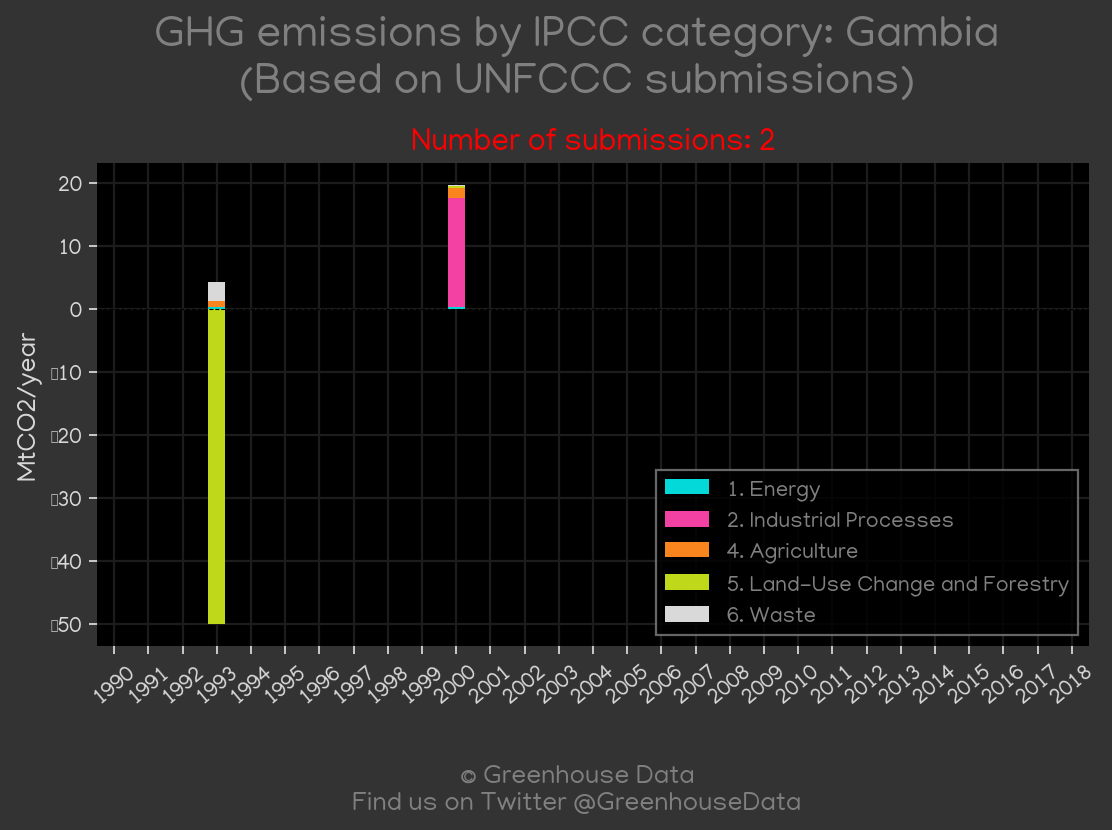 GHG emissions by IPCC category: Gambia
(Based on UNFCCC submissions)
Number of submissions: 2
20
10
0
▯10
▯20
▯30
▯40
▯50
MtCO2/year
1. Energy
2. Industrial Processes
4. Agriculture
5. Land-Use Change and Forestry
6. Waste
1990 1991 1992 1993 1994 1995 1996 1997 1998 1999 2000 2001 2002 2003 2004 2005 2006 2007 2008 2009 2010 2011 2012 2013 2014 2015 2016 2017 2018
© Greenhouse Data
Find us on Twitter @GreenhouseData